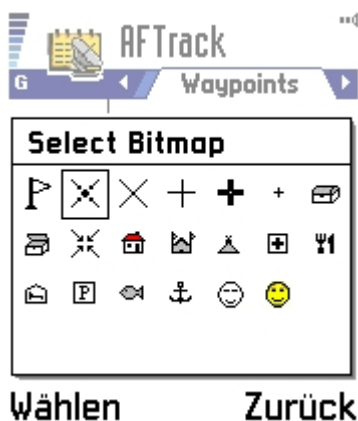 AFTrack
G
Waypoints
Select Bitmap
P
Wählen Zurück